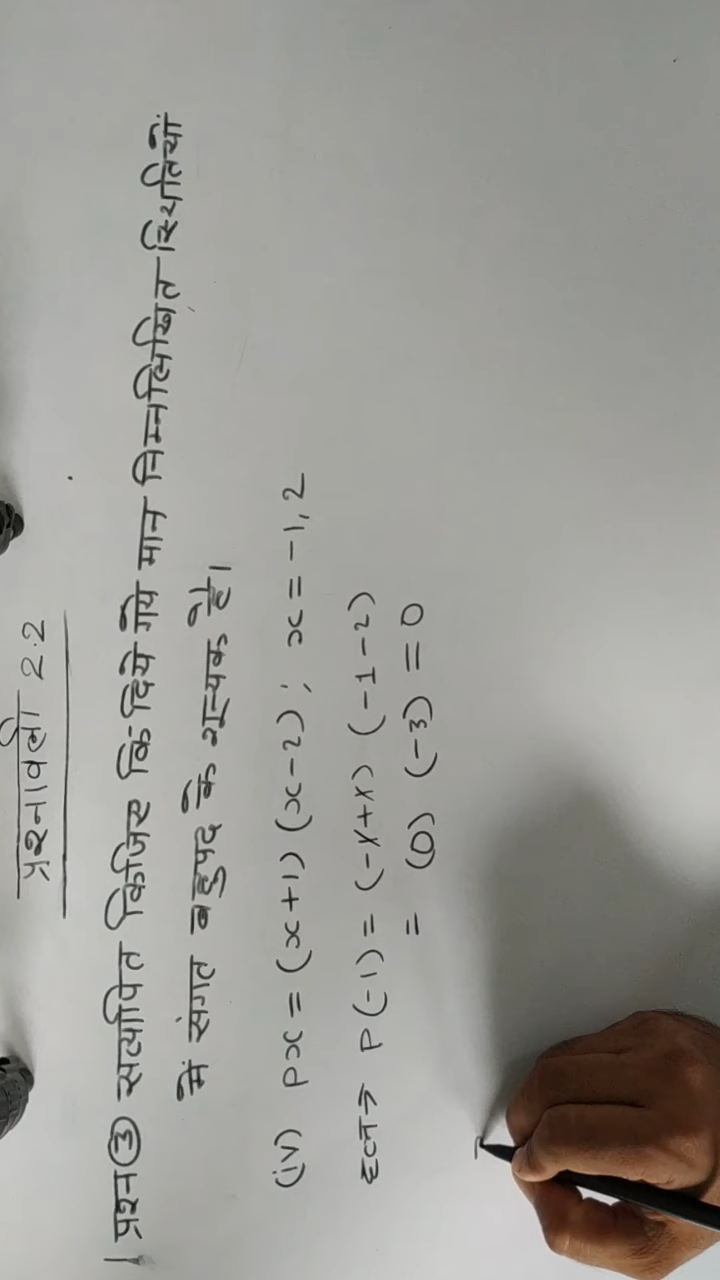 प्रश्नावली 2.2
प्रश्न ③ सत्यापित किजिए कि दिये गये मान निम्नलिखित स्थितियों
में संगत बहुपद के शून्यक है।
(iv) Px = (x+1) (x-2) ; x = -1, 2
हल→ P(-1) = (-1+1) (-1-2)
= (0) (-3) = 0